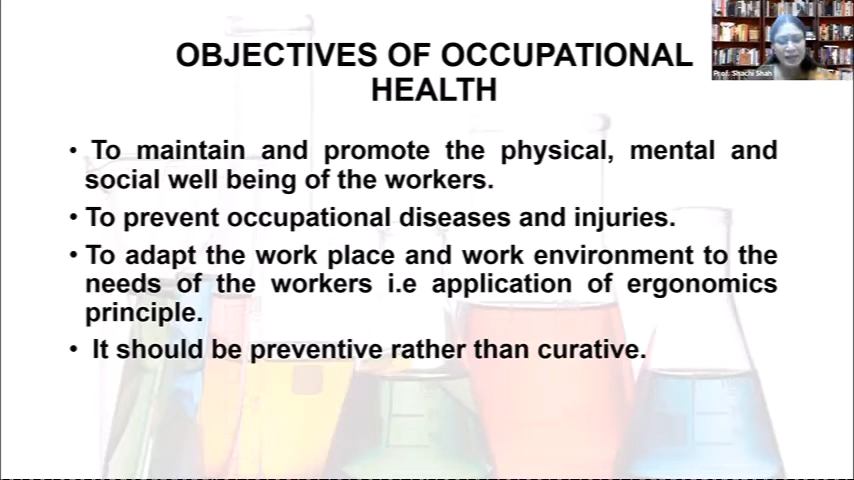 OBJECTIVES OF OCCUPATIONAL
HEALTH
Prof. Shachi Shah
• To maintain and promote the physical, mental and
social well being of the workers.
• To prevent occupational diseases and injuries.
• To adapt the work place and work environment to the
needs of the workers i.e application of ergonomics
principle.
• It should be preventive rather than curative.